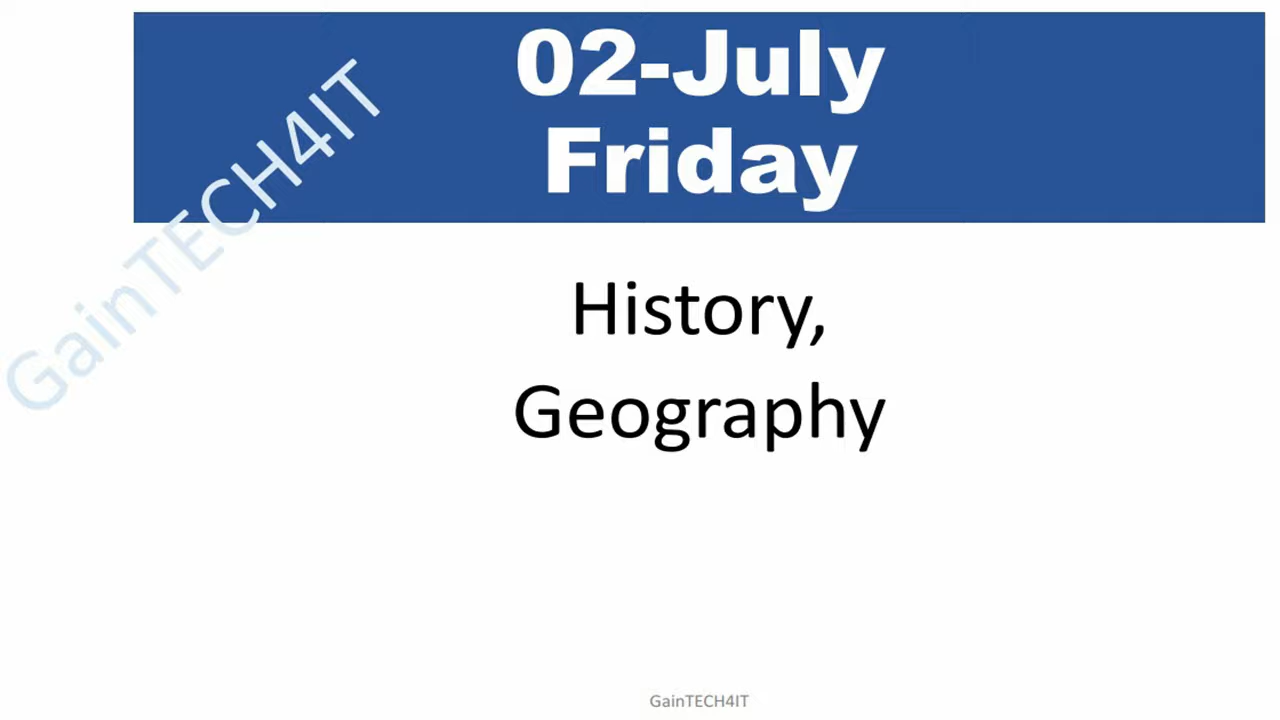 02-July
Friday
GainTECH4IT
History,
Geography
GainTECH4IT